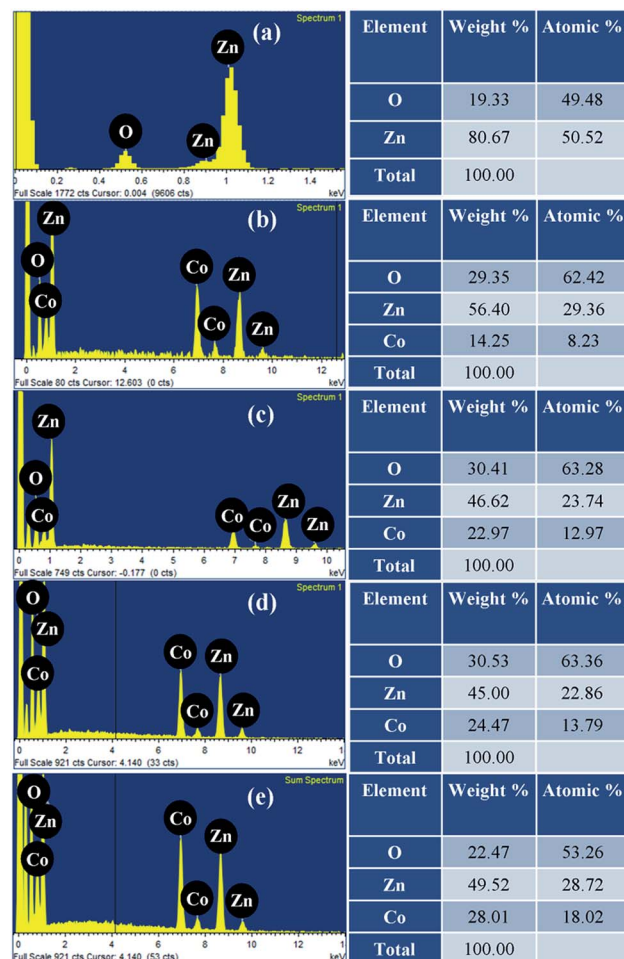 Spectrum 1
(a)
Zn
O
Zn
0 0.2 0.4 0.6 0.8 1 1.2 1.4
Full Scale 1772 cts Cursor: 0.004 (9606 cts) keV
Element Weight % Atomic %
O 19.33 49.48
Zn 80.67 50.52
Total 100.00
Spectrum 1
(b)
Zn
O
Co
Co
Zn
Co
Zn
0 2 4 6 8 10 12
Full Scale 80 cts Cursor: 12.603 (0 cts) keV
Element Weight % Atomic %
O 29.35 62.42
Zn 56.40 29.36
Co 14.25 8.23
Total 100.00
Spectrum 1
(c)
Zn
O
Co
Zn
Co Co Zn
0 1 2 3 4 5 6 7 8 9 10
Full Scale 749 cts Cursor: -0.177 (0 cts) keV
Element Weight % Atomic %
O 30.41 63.28
Zn 46.62 23.74
Co 22.97 12.97
Total 100.00
Spectrum 1
(d)
O
Zn
Co
Co Zn
Co Zn
0 2 4 6 8 10 12 1
Full Scale 921 cts Cursor: 4.140 (33 cts) keV
Element Weight % Atomic %
O 30.53 63.36
Zn 45.00 22.86
Co 24.47 13.79
Total 100.00
Sum Spectrum
(e)
O
Zn
Co
Co Zn
Co Zn
0 2 4 6 8 10 12 1
Full Scale 921 cts Cursor: 4.140 (53 cts) keV
Element Weight % Atomic %
O 22.47 53.26
Zn 49.52 28.72
Co 28.01 18.02
Total 100.00